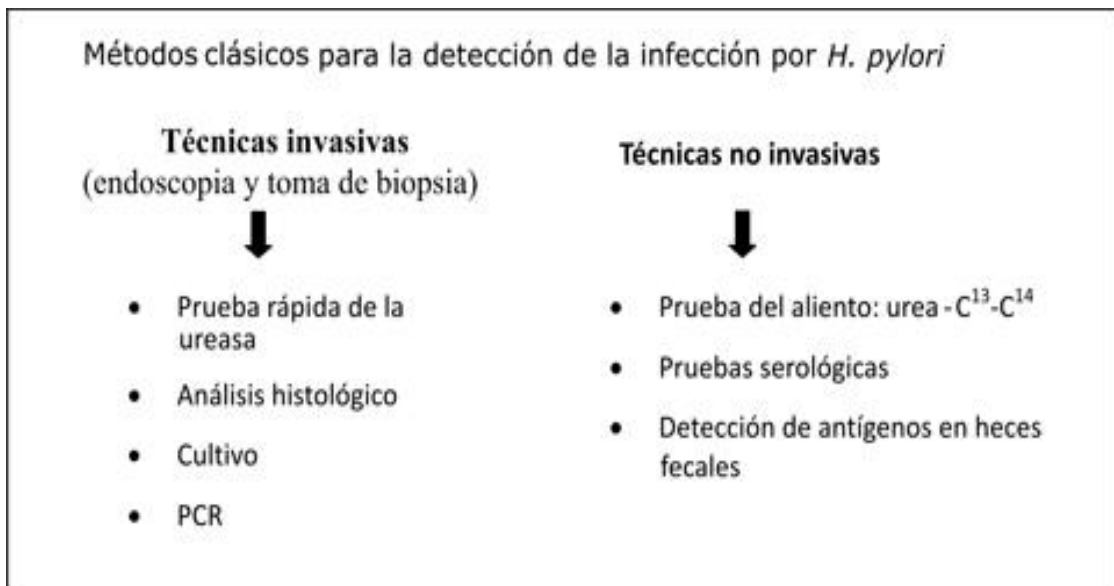 Métodos clásicos para la detección de la infección por H. pylori
Técnicas invasivas
(endoscopia y toma de biopsia)
• Prueba rápida de la
ureasa
• Análisis histológico
• Cultivo
• PCR
Técnicas no invasivas
• Prueba del aliento: urea -C¹³-C¹⁴
• Pruebas serológicas
• Detección de antígenos en heces
fecales